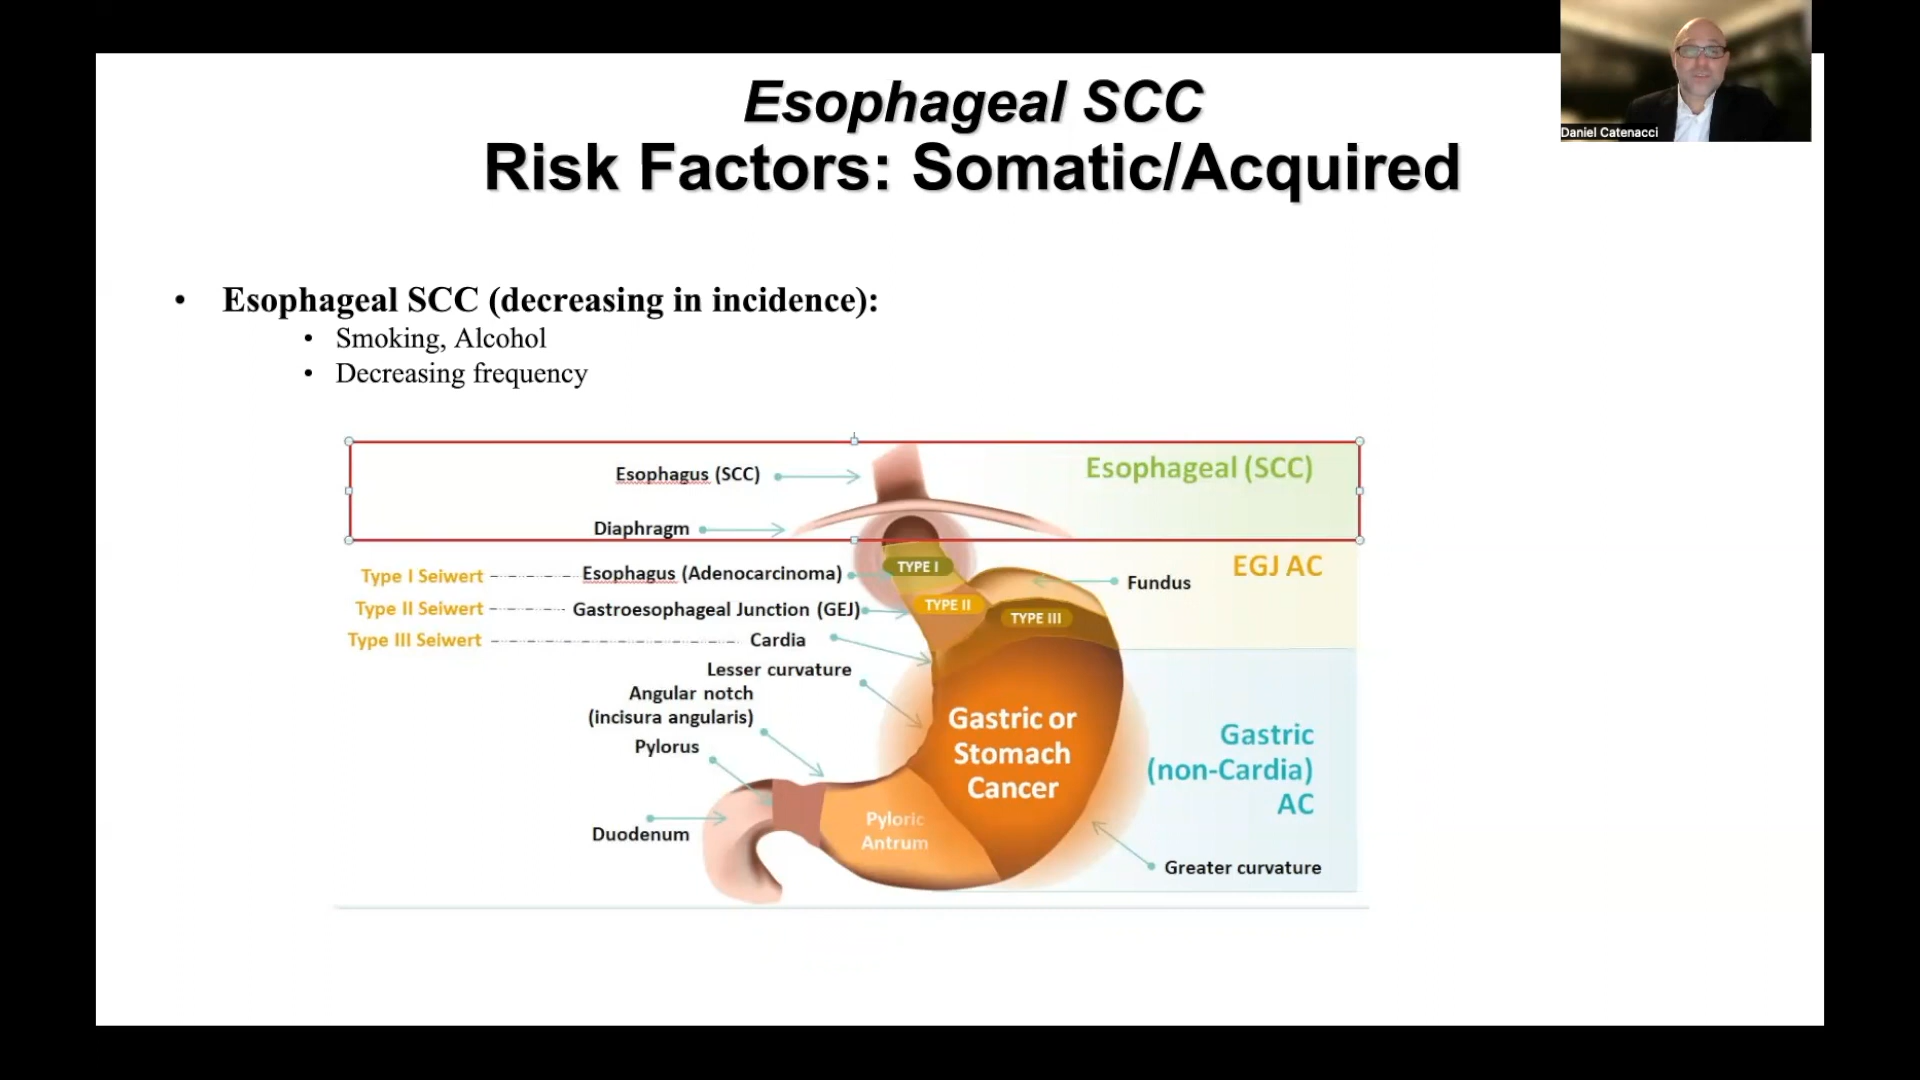 Esophageal SCC
Risk Factors: Somatic/Acquired
Daniel Catenacci
• Esophageal SCC (decreasing in incidence):
• Smoking, Alcohol
• Decreasing frequency
Esophagus (SCC)
Esophageal (SCC)
Diaphragm
Type I Seiwert
Esophagus (Adenocarcinoma)
TYPE I
Fundus
EGJ AC
Type II Seiwert
Gastroesophageal Junction (GEJ)
TYPE II
TYPE III
Type III Seiwert
Cardia
Lesser curvature
Angular notch
(incisura angularis)
Pylorus
Gastric or
Stomach
Cancer
Gastric
(non-Cardia)
AC
Duodenum
Pyloric
Antrum
Greater curvature